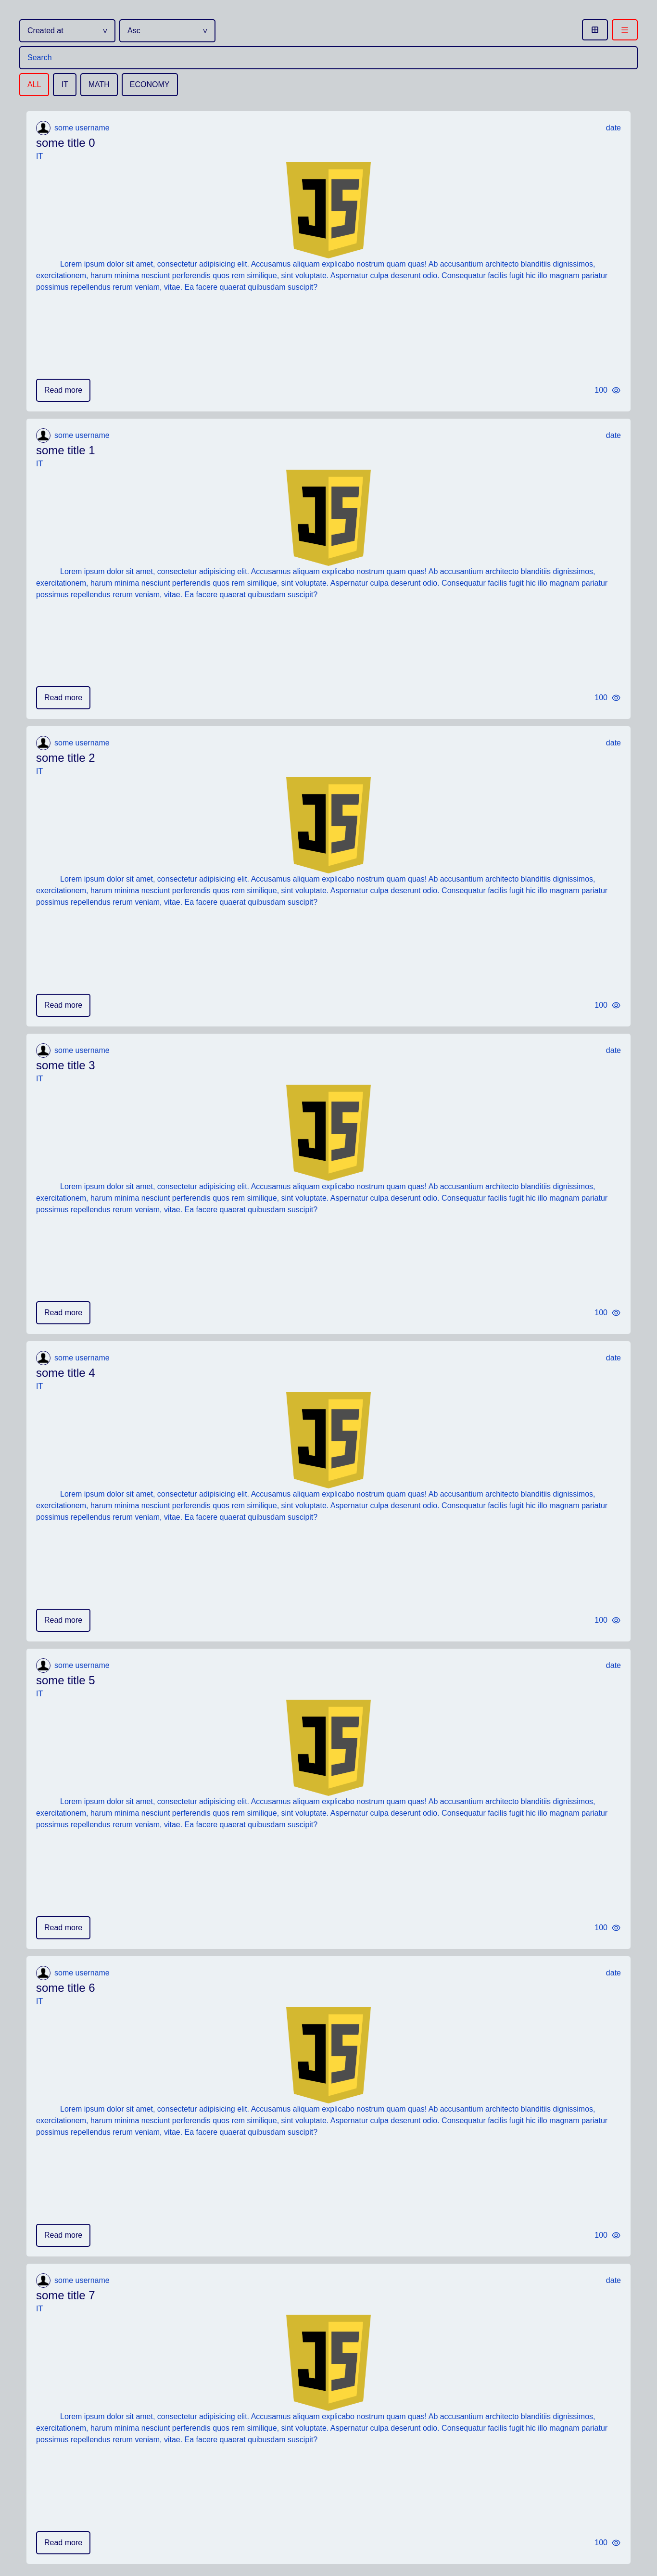 Created at Asc
Search
ALL IT MATH ECONOMY
some username date
some title 0
IT
JS
Lorem ipsum dolor sit amet, consectetur adipisicing elit. Accusamus aliquam explicabo nostrum quam quas! Ab accusantium architecto blanditiis dignissimos,
exercitationem, harum minima nesciunt perferendis quos rem similique, sint voluptate. Aspernatur culpa deserunt odio. Consequatur facilis fugit hic illo magnam pariatur
possimus repellendus rerum veniam, vitae. Ea facere quaerat quibusdam suscipit?
Read more 100
some username date
some title 1
IT
JS
Lorem ipsum dolor sit amet, consectetur adipisicing elit. Accusamus aliquam explicabo nostrum quam quas! Ab accusantium architecto blanditiis dignissimos,
exercitationem, harum minima nesciunt perferendis quos rem similique, sint voluptate. Aspernatur culpa deserunt odio. Consequatur facilis fugit hic illo magnam pariatur
possimus repellendus rerum veniam, vitae. Ea facere quaerat quibusdam suscipit?
Read more 100
some username date
some title 2
IT
JS
Lorem ipsum dolor sit amet, consectetur adipisicing elit. Accusamus aliquam explicabo nostrum quam quas! Ab accusantium architecto blanditiis dignissimos,
exercitationem, harum minima nesciunt perferendis quos rem similique, sint voluptate. Aspernatur culpa deserunt odio. Consequatur facilis fugit hic illo magnam pariatur
possimus repellendus rerum veniam, vitae. Ea facere quaerat quibusdam suscipit?
Read more 100
some username date
some title 3
IT
JS
Lorem ipsum dolor sit amet, consectetur adipisicing elit. Accusamus aliquam explicabo nostrum quam quas! Ab accusantium architecto blanditiis dignissimos,
exercitationem, harum minima nesciunt perferendis quos rem similique, sint voluptate. Aspernatur culpa deserunt odio. Consequatur facilis fugit hic illo magnam pariatur
possimus repellendus rerum veniam, vitae. Ea facere quaerat quibusdam suscipit?
Read more 100
some username date
some title 4
IT
JS
Lorem ipsum dolor sit amet, consectetur adipisicing elit. Accusamus aliquam explicabo nostrum quam quas! Ab accusantium architecto blanditiis dignissimos,
exercitationem, harum minima nesciunt perferendis quos rem similique, sint voluptate. Aspernatur culpa deserunt odio. Consequatur facilis fugit hic illo magnam pariatur
possimus repellendus rerum veniam, vitae. Ea facere quaerat quibusdam suscipit?
Read more 100
some username date
some title 5
IT
JS
Lorem ipsum dolor sit amet, consectetur adipisicing elit. Accusamus aliquam explicabo nostrum quam quas! Ab accusantium architecto blanditiis dignissimos,
exercitationem, harum minima nesciunt perferendis quos rem similique, sint voluptate. Aspernatur culpa deserunt odio. Consequatur facilis fugit hic illo magnam pariatur
possimus repellendus rerum veniam, vitae. Ea facere quaerat quibusdam suscipit?
Read more 100
some username date
some title 6
IT
JS
Lorem ipsum dolor sit amet, consectetur adipisicing elit. Accusamus aliquam explicabo nostrum quam quas! Ab accusantium architecto blanditiis dignissimos,
exercitationem, harum minima nesciunt perferendis quos rem similique, sint voluptate. Aspernatur culpa deserunt odio. Consequatur facilis fugit hic illo magnam pariatur
possimus repellendus rerum veniam, vitae. Ea facere quaerat quibusdam suscipit?
Read more 100
some username date
some title 7
IT
JS
Lorem ipsum dolor sit amet, consectetur adipisicing elit. Accusamus aliquam explicabo nostrum quam quas! Ab accusantium architecto blanditiis dignissimos,
exercitationem, harum minima nesciunt perferendis quos rem similique, sint voluptate. Aspernatur culpa deserunt odio. Consequatur facilis fugit hic illo magnam pariatur
possimus repellendus rerum veniam, vitae. Ea facere quaerat quibusdam suscipit?
Read more 100